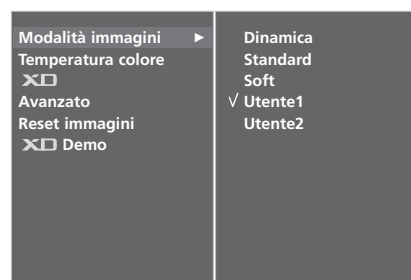 Modalità immagini ►
Temperatura colore
XD
Avanzato
Reset immagini
XD Demo
Dinamica
Standard
Soft
√ Utente1
Utente2